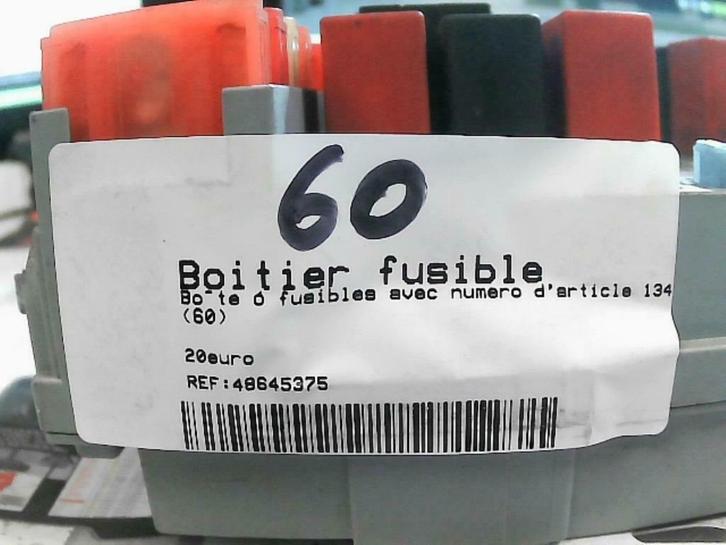 60
Boitier fusible
Bo te ó fusibles avec numero d'article 134
(60)
20euro
REF:48645375